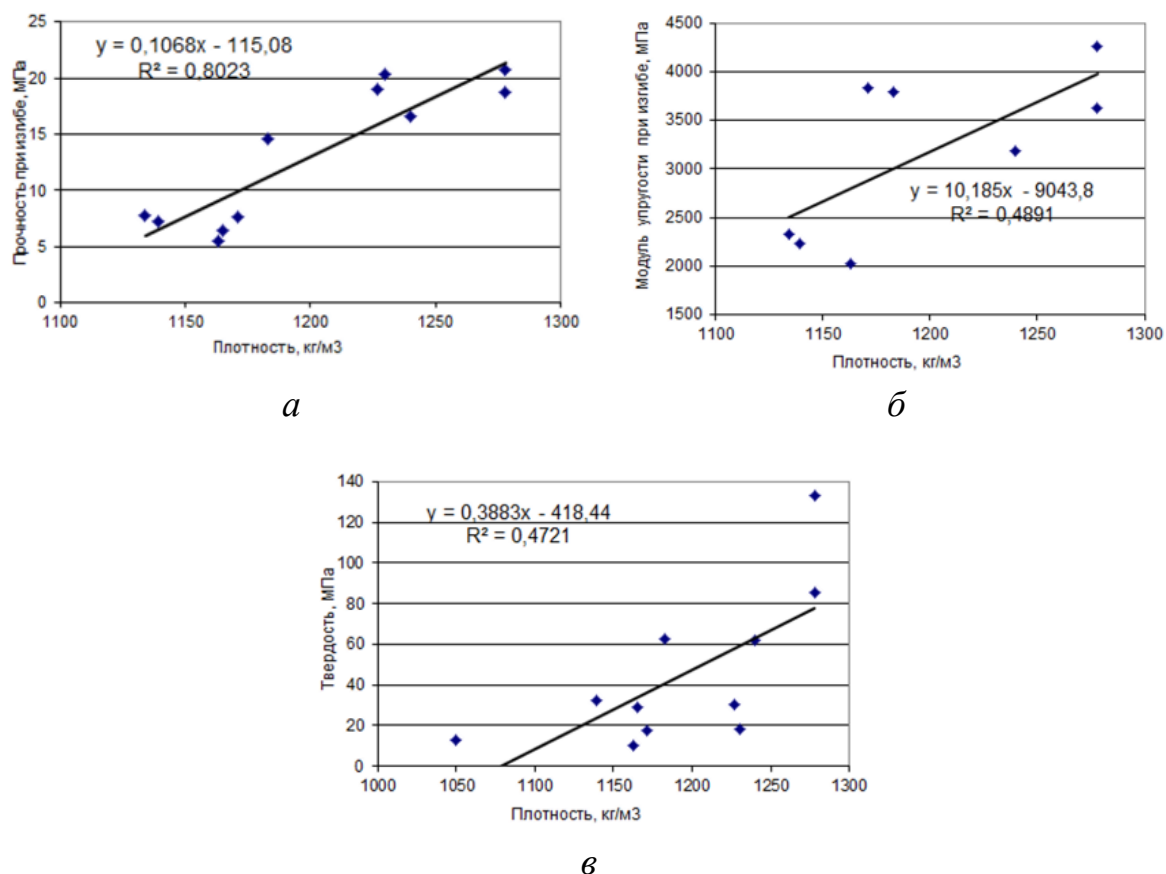 y = 0,1068x - 115,08
R² = 0,8023
Прочность при изгибе, МПа
25
20
15
10
5
0
1100 1150 1200 1250 1300
Плотность, кг/м3
а
y = 10,185x - 9043,8
R² = 0,4891
Модуль упругости при изгибе, МПа
4500
4000
3500
3000
2500
2000
1500
1100 1150 1200 1250 1300
Плотность, кг/м3
б
y = 0,3883x - 418,44
R² = 0,4721
Твердость, МПа
140
120
100
80
60
40
20
0
1000 1050 1100 1150 1200 1250 1300
Плотность, кг/м3
в